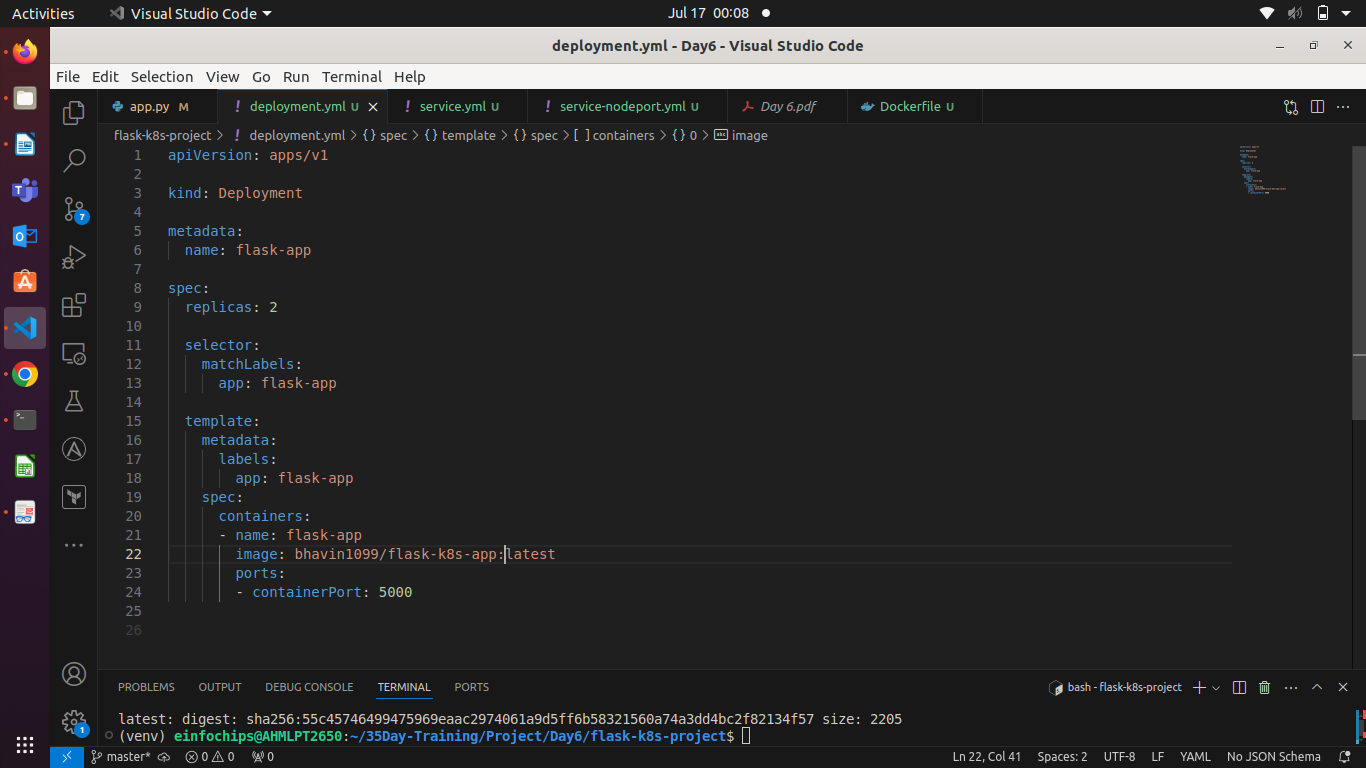 Activities Visual Studio Code Jul 17 00:08
deployment.yml - Day6 - Visual Studio Code
File Edit Selection View Go Run Terminal Help
app.py M deployment.yml U service.yml U service-nodeport.yml U Day 6.pdf Dockerfile U
flask-k8s-project > deployment.yml > {} spec > {} template > {} spec > [ ] containers > {} 0 > abc image
1 apiVersion: apps/v1
2
3 kind: Deployment
4
5 metadata:
6 name: flask-app
7
8 spec:
9 replicas: 2
10
11 selector:
12 matchLabels:
13 app: flask-app
14
15 template:
16 metadata:
17 labels:
18 app: flask-app
19 spec:
20 containers:
21 - name: flask-app
22 image: bhavin1099/flask-k8s-app:latest
23 ports:
24 - containerPort: 5000
25
26
7
1
PROBLEMS OUTPUT DEBUG CONSOLE TERMINAL PORTS bash - flask-k8s-project
latest: digest: sha256:55c45746499475969eaac2974061a9d5ff6b58321560a74a3dd4bc2f82134f57 size: 2205
(venv) einfochips@AHMLPT2650:~/35Day-Training/Project/Day6/flask-k8s-project$
master* 0 0 0 Ln 22, Col 41 Spaces: 2 UTF-8 LF YAML No JSON Schema